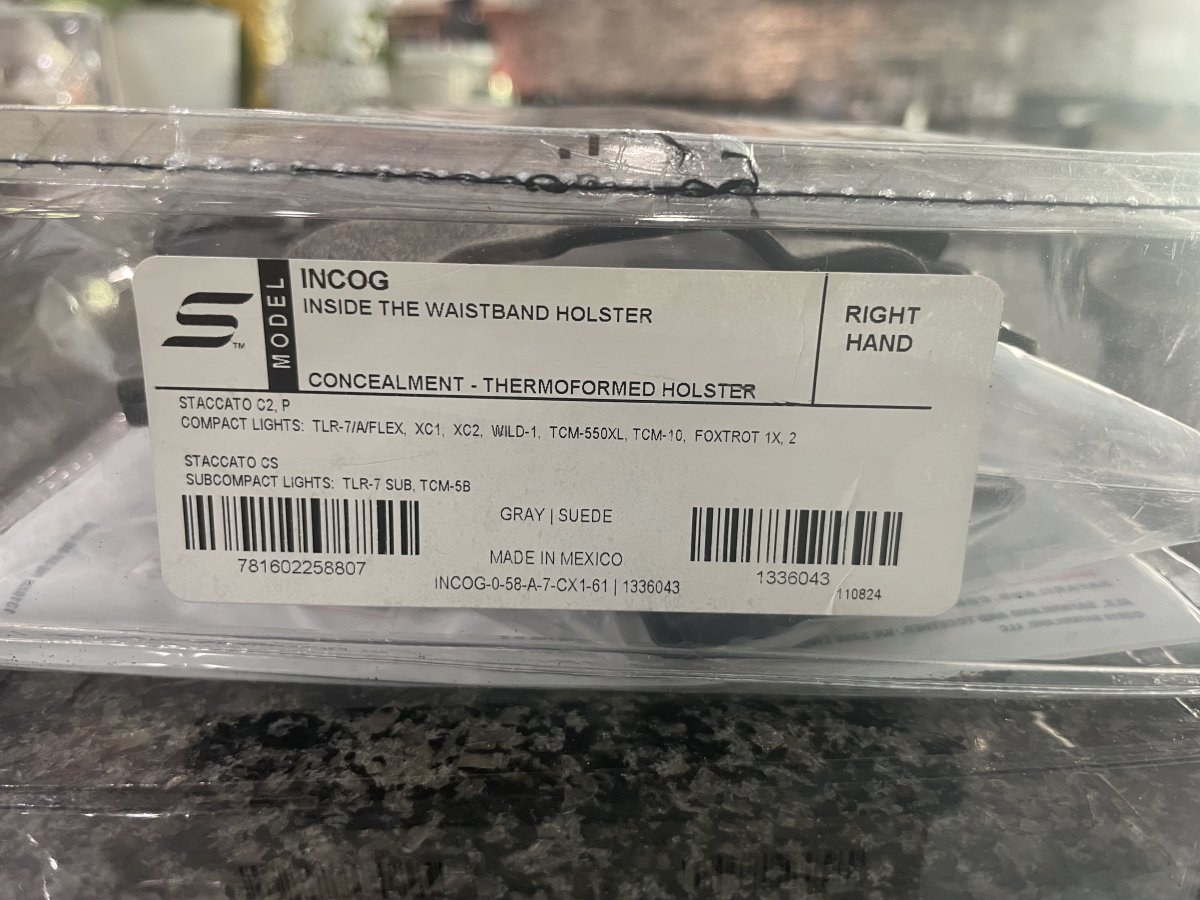 INCOG
INSIDE THE WAISTBAND HOLSTER
MODEL
CONCEALMENT - THERMOFORMED HOLSTER
RIGHT
HAND
S™
STACCATO C2, P
COMPACT LIGHTS: TLR-7/A/FLEX, XC1, XC2, WILD-1, TCM-550XL, TCM-10, FOXTROT 1X, 2
STACCATO CS
SUBCOMPACT LIGHTS: TLR-7 SUB, TCM-5B
GRAY | SUEDE
MADE IN MEXICO
781602258807
INCOG-0-58-A-7-CX1-61 | 1336043
1336043
110824